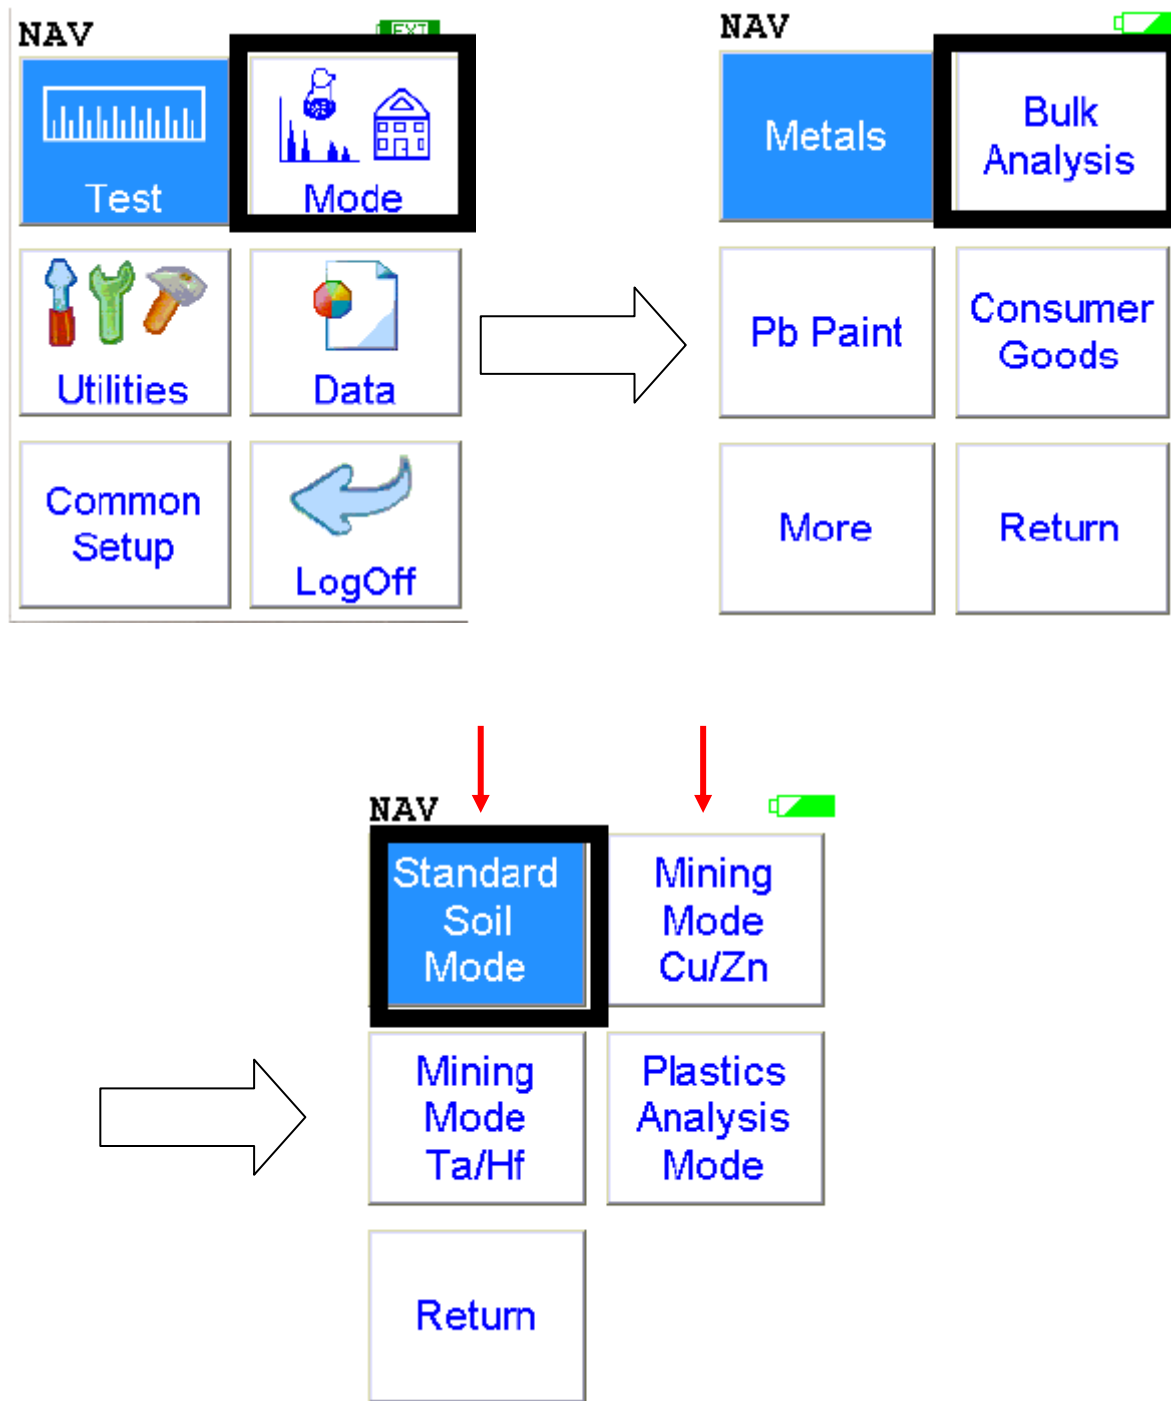 NAV
EXT
Test
Mode
Utilities
Data
Common
Setup
LogOff
NAV
Metals
Bulk
Analysis
Pb Paint
Consumer
Goods
More
Return
NAV
Standard
Soil
Mode
Mining
Mode
Cu/Zn
Mining
Mode
Ta/Hf
Plastics
Analysis
Mode
Return